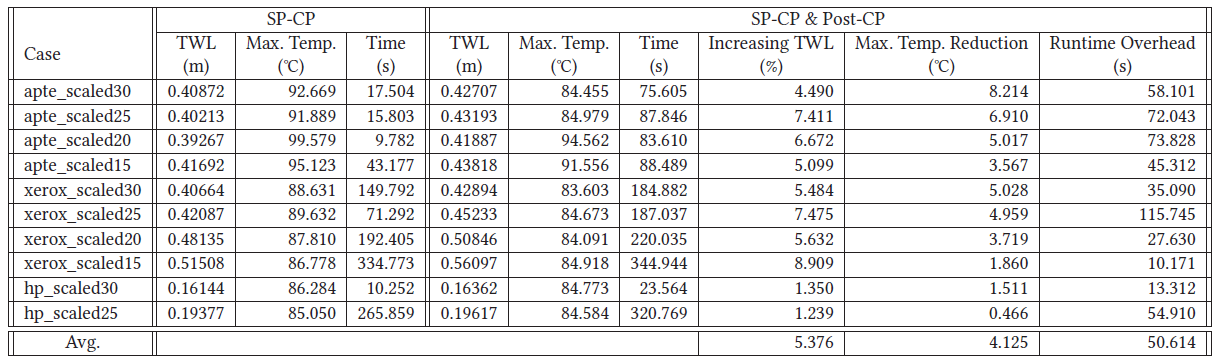 SP-CP SP-CP & Post-CP
Case TWL Max. Temp. Time TWL Max. Temp. Time Increasing TWL Max. Temp. Reduction Runtime Overhead
(m) (℃) (s) (m) (℃) (s) (%) (℃) (s)
apte_scaled30 0.40872 92.669 17.504 0.42707 84.455 75.605 4.490 8.214 58.101
apte_scaled25 0.40213 91.889 15.803 0.43193 84.979 87.846 7.411 6.910 72.043
apte_scaled20 0.39267 99.579 9.782 0.41887 94.562 83.610 6.672 5.017 73.828
apte_scaled15 0.41692 95.123 43.177 0.43818 91.556 88.489 5.099 3.567 45.312
xerox_scaled30 0.40664 88.631 149.792 0.42894 83.603 184.882 5.484 5.028 35.090
xerox_scaled25 0.42087 89.632 71.292 0.45233 84.673 187.037 7.475 4.959 115.745
xerox_scaled20 0.48135 87.810 192.405 0.50846 84.091 220.035 5.632 3.719 27.630
xerox_scaled15 0.51508 86.778 334.773 0.56097 84.918 344.944 8.909 1.860 10.171
hp_scaled30 0.16144 86.284 10.252 0.16362 84.773 23.564 1.350 1.511 13.312
hp_scaled25 0.19377 85.050 265.859 0.19617 84.584 320.769 1.239 0.466 54.910
Avg. 5.376 4.125 50.614